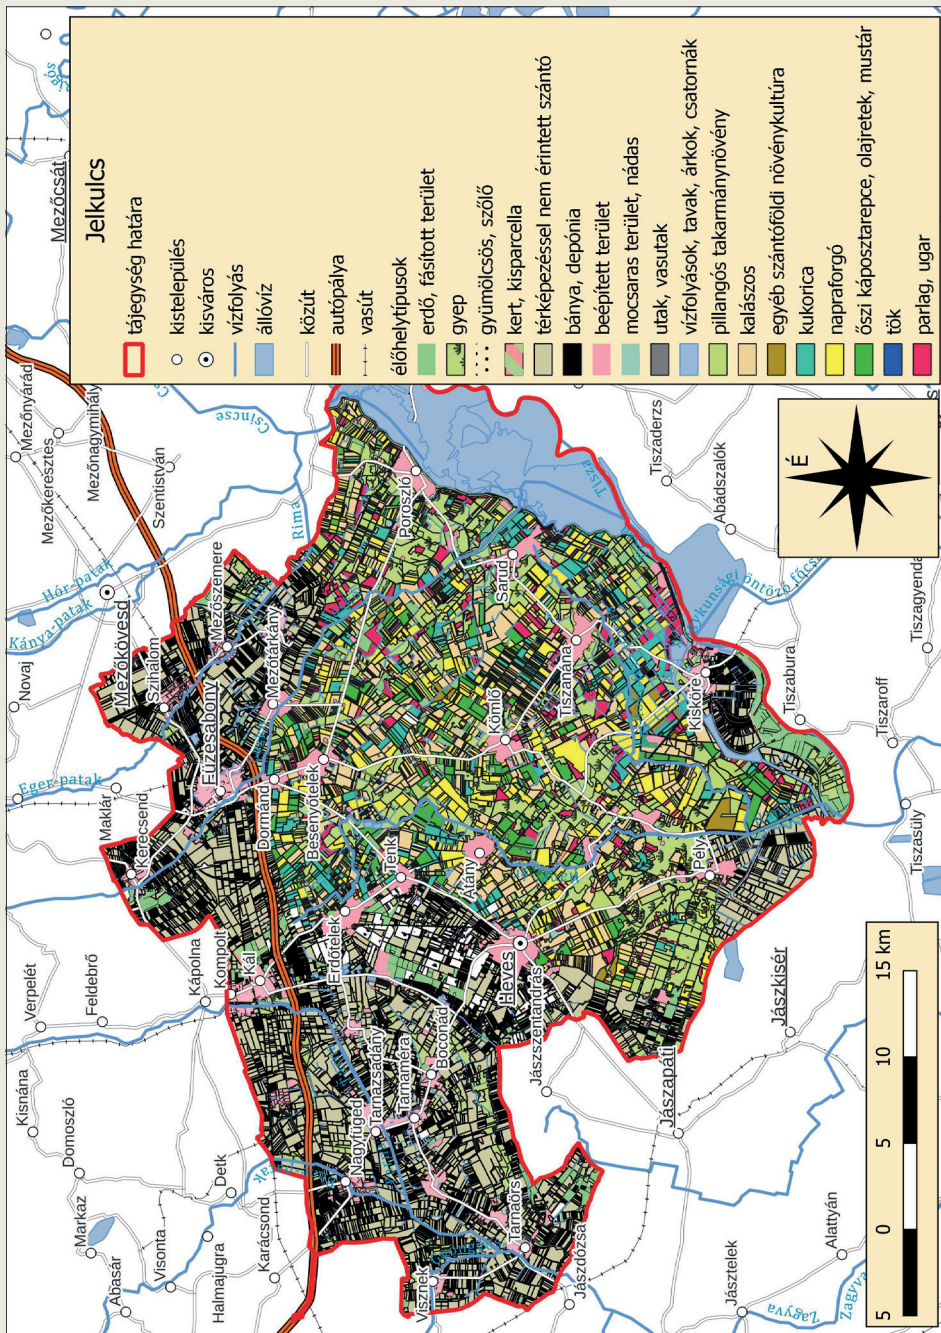 Jelkulcs
tájegység határa
kistelepülés
kisváros
vízfolyás
állóvíz
közút
autópálya
vasút
élőhelytípusok
erdő, fásított terület
gyep
gyümölcsös, szőlő
kert, kisparcella
térképezéssel nem érintett szántó
bánya, depónia
beépített terület
mocsaras terület, nádas
utak, vasutak
vízfolyások, tavak, árkok, csatornák
pillangós takarmánynövény
kalászos
egyéb szántóföldi növénykultúra
kukorica
napraforgó
őszi káposztarepce, olajretek, mustár
tök
parlag, ugar
É
5 0 5 10 15 km
Kisnána
Verpelét
Domoszló
Feldebrő
Markaz
Abasár
Visonta
Detk
Halmajugra
Karácsond
Kápolna
Kompolt
Kál
Novaj
Maklár
Kerecsend
Eger-patak
Kánya-patak
Hór-patak
Mezőkövesd
Szihalom
Füzesabony
Mezőszemere
Mezőtárkány
Mezőnyárád
Mezőkeresztes
Mezőnagymihály
Szentistván
Mezőcsát
Csincse
Rima
Dormánd
Besenyőtelek
Erdőtelek
Tenk
Átány
Kömlő
Heves
Nagyfüged
Tarnazsadány
Tarnaméra
Boconád
Visznek
Tarnaörs
Jászdózsa
Jászszentandrás
Jászapáti
Jászkisér
Jásztelek
Alattyán
Zagyva
Zagyva
Poroszló
Sarud
Tiszanána
Kisköre
Pély
Tisza
Tiszaderzs
Abádszalók
Tiszabura
Tiszagyenda
Tiszaroff
Tiszasüly